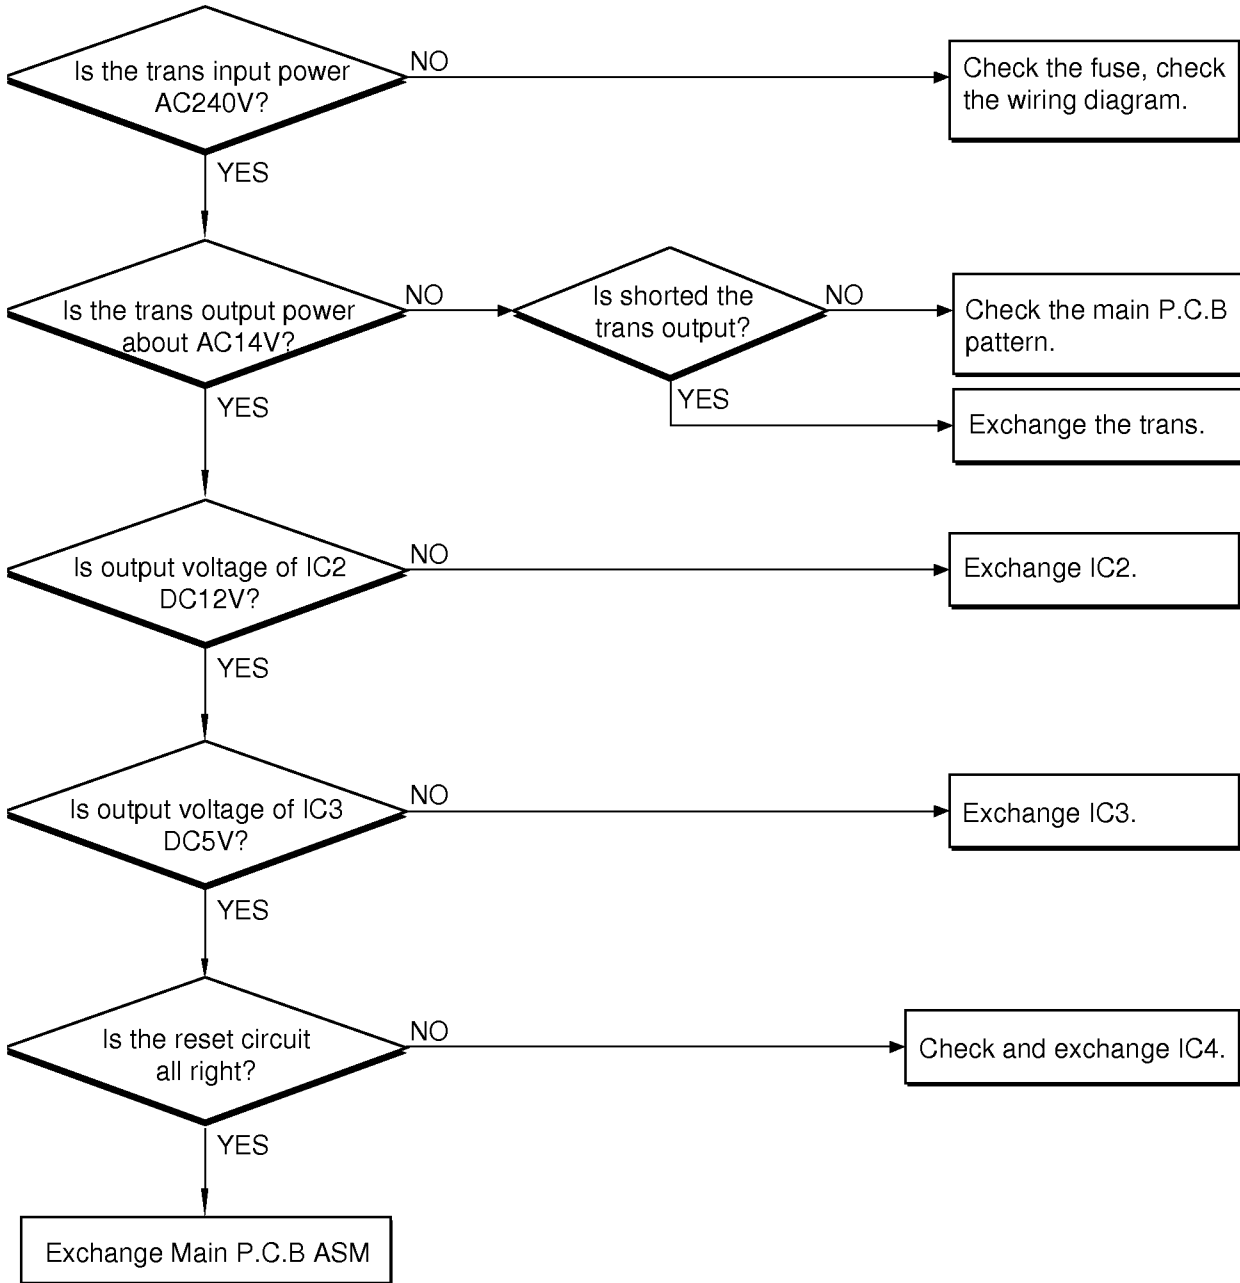 Is the trans input power
AC240V?
NO
Check the fuse, check
the wiring diagram.
YES
Is the trans output power
about AC14V?
NO
Is shorted the
trans output?
NO
Check the main P.C.B
pattern.
YES
YES
Exchange the trans.
Is output voltage of IC2
DC12V?
NO
Exchange IC2.
YES
Is output voltage of IC3
DC5V?
NO
Exchange IC3.
YES
Is the reset circuit
all right?
NO
Check and exchange IC4.
YES
Exchange Main P.C.B ASM